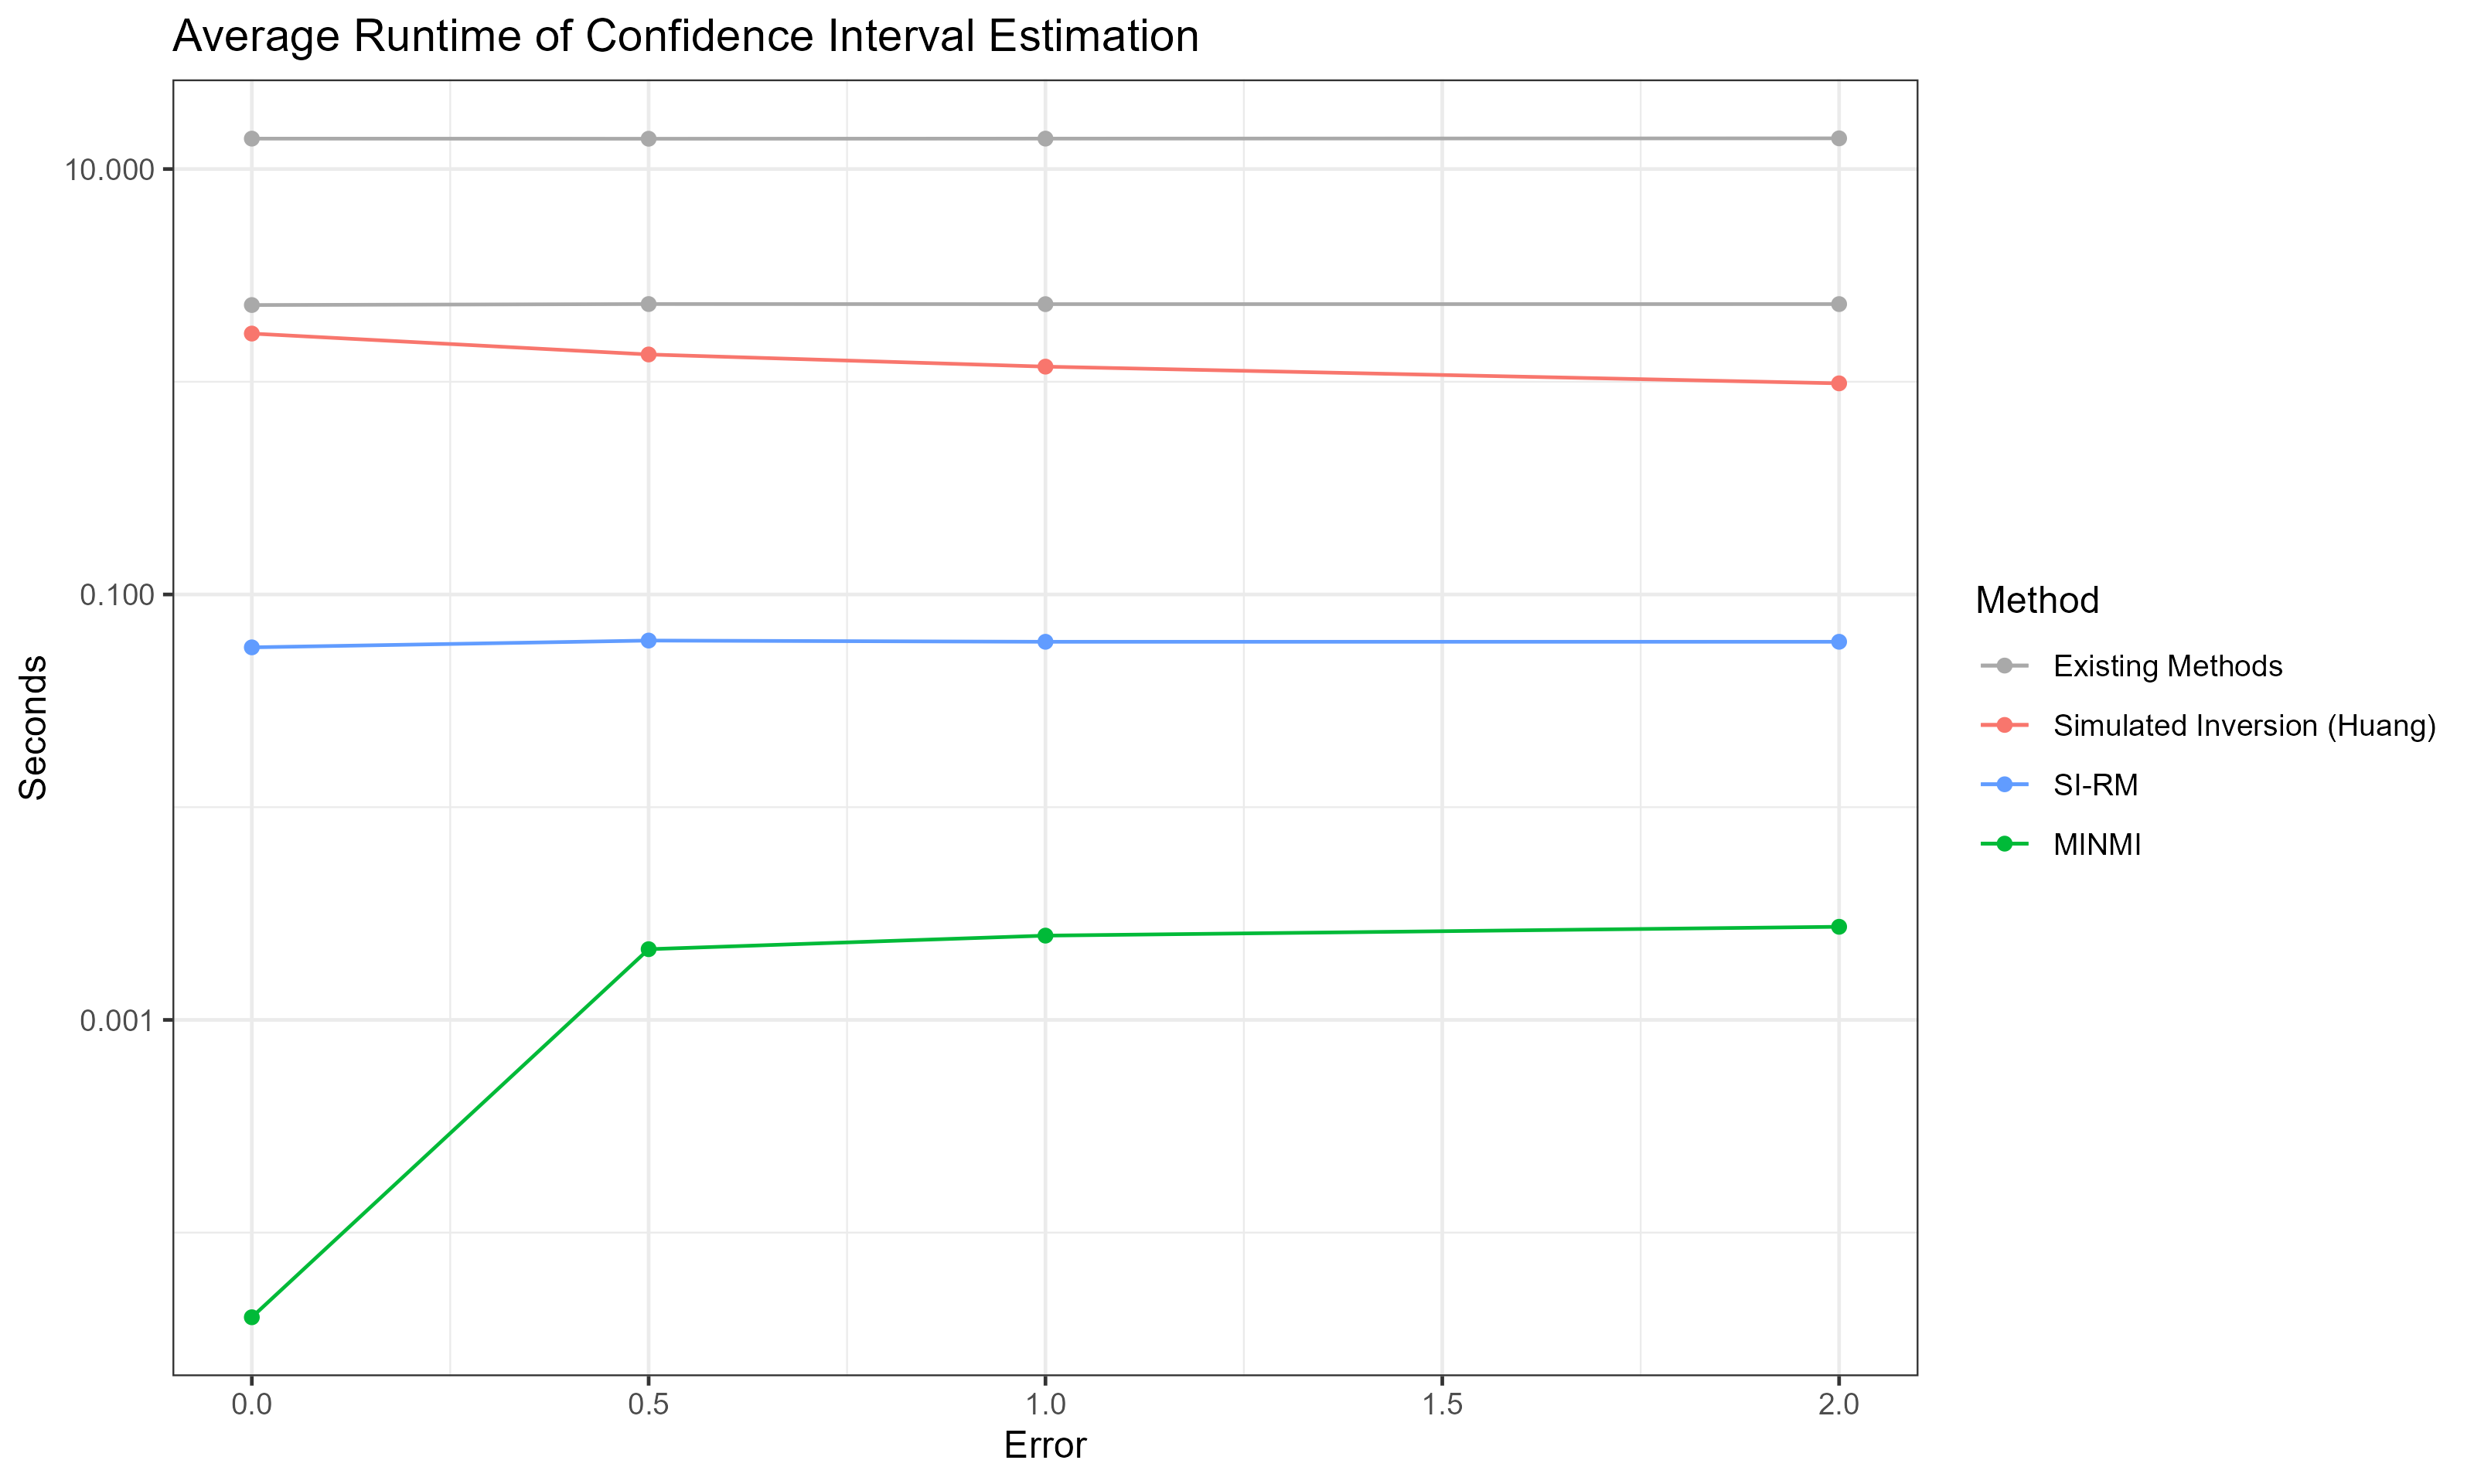 Average Runtime of Confidence Interval Estimation
10.000
0.100
0.001
Seconds
0.0
0.5
1.0
1.5
2.0
Error
Method
Existing Methods
Simulated Inversion (Huang)
SI-RM
MINMI